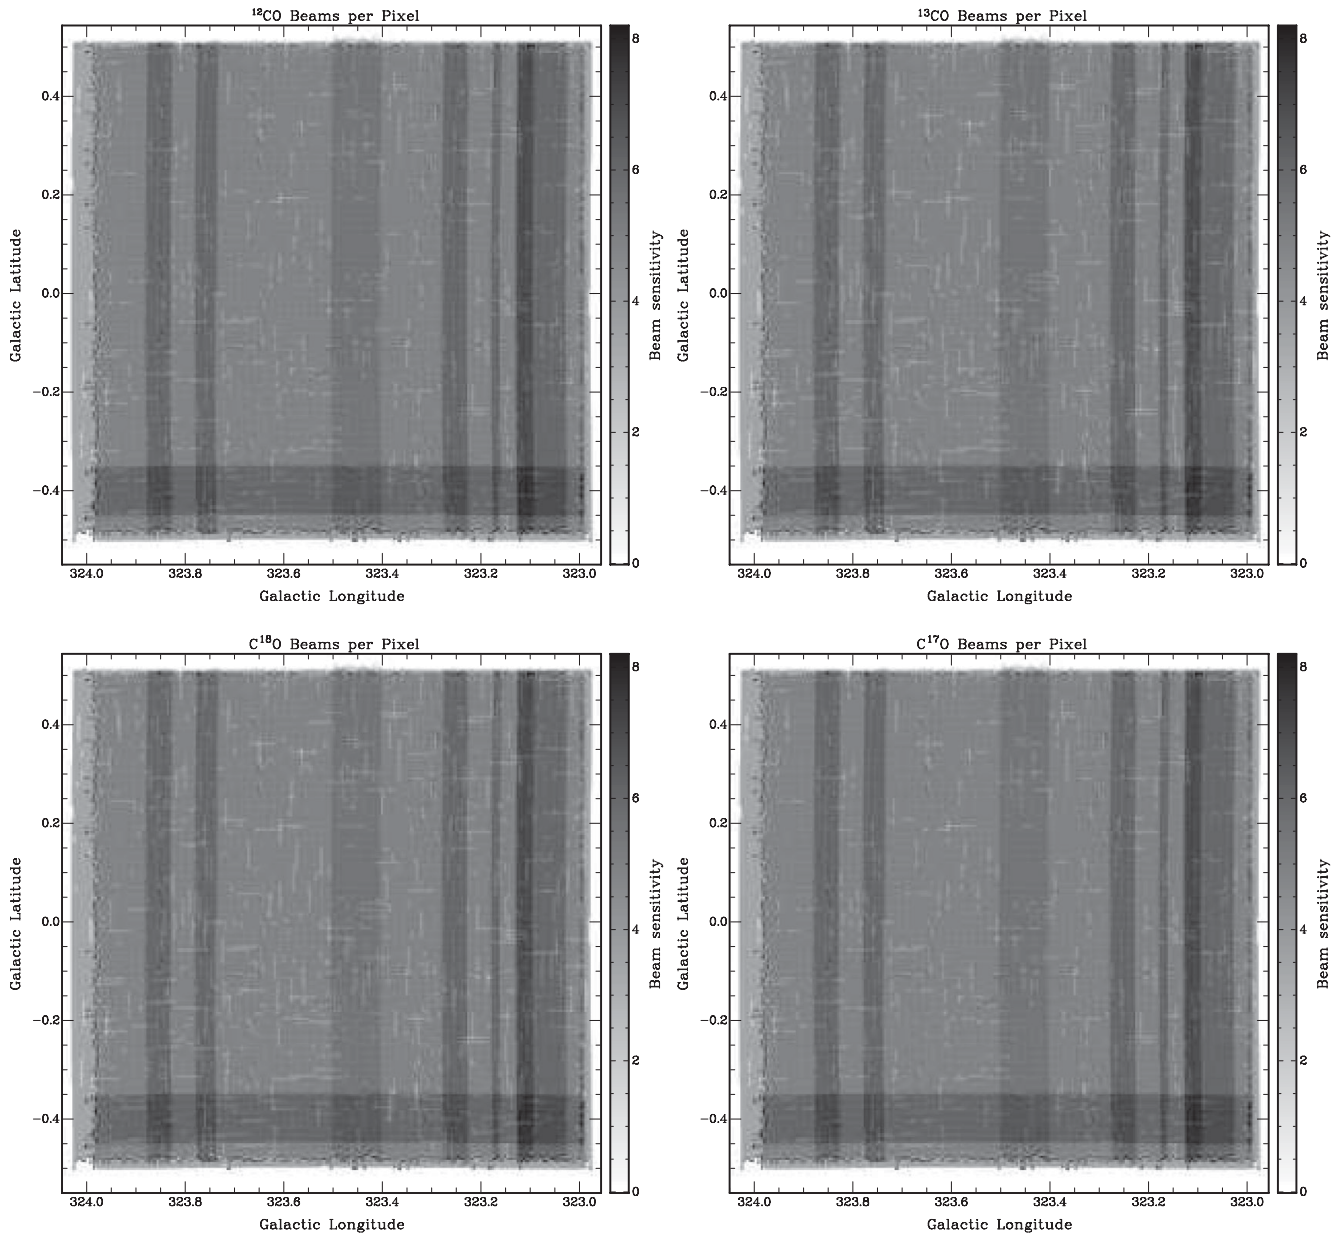 ¹²CO Beams per Pixel
8
6
4
2
0
Beam sensitivity
0.4
0.2
0.0
−0.2
−0.4
Galactic Latitude
324.0 323.8 323.6 323.4 323.2 323.0
Galactic Longitude
¹³CO Beams per Pixel
8
6
4
2
0
Beam sensitivity
0.4
0.2
0.0
−0.2
−0.4
Galactic Latitude
324.0 323.8 323.6 323.4 323.2 323.0
Galactic Longitude
C¹⁸O Beams per Pixel
8
6
4
2
0
Beam sensitivity
0.4
0.2
0.0
−0.2
−0.4
Galactic Latitude
324.0 323.8 323.6 323.4 323.2 323.0
Galactic Longitude
C¹⁷O Beams per Pixel
8
6
4
2
0
Beam sensitivity
0.4
0.2
0.0
−0.2
−0.4
Galactic Latitude
324.0 323.8 323.6 323.4 323.2 323.0
Galactic Longitude